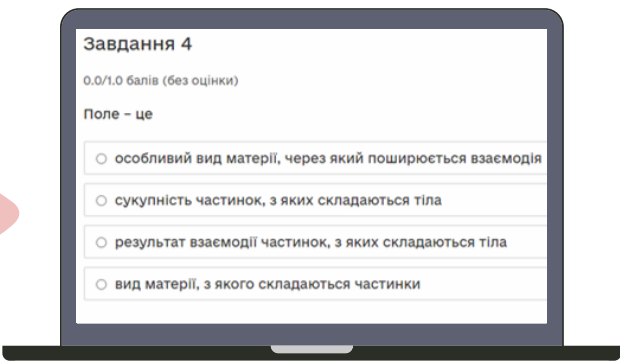 Завдання 4
0.0/1.0 балів (без оцінки)
Поле – це
особливий вид матерії, через який поширюється взаємодія
сукупність частинок, з яких складаються тіла
результат взаємодії частинок, з яких складаються тіла
вид матерії, з якого складаються частинки